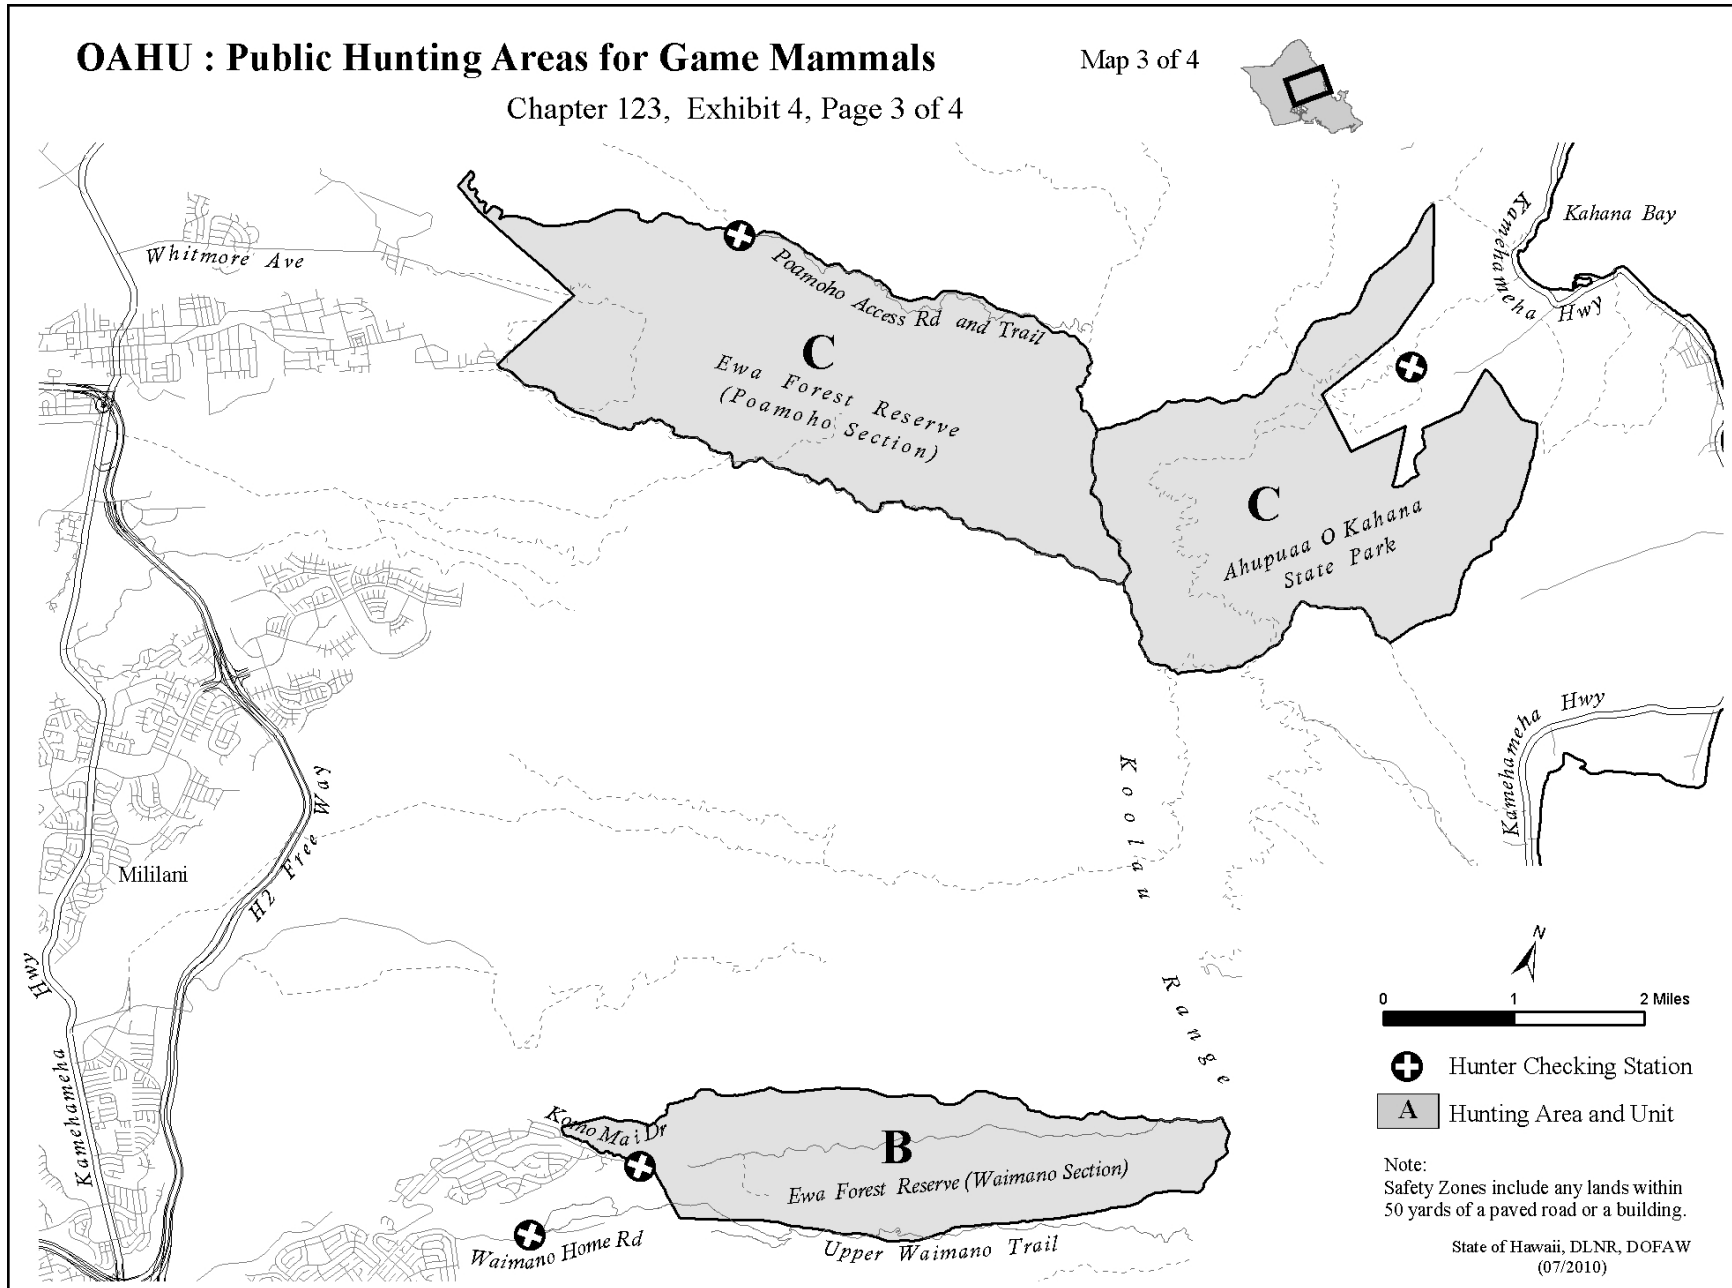 OAHU : Public Hunting Areas for Game Mammals
Map 3 of 4
Chapter 123, Exhibit 4, Page 3 of 4
Kahana Bay
Kamehameha Hwy
Whitmore Ave
Poamoho Access Rd and Trail
C
Ewa Forest Reserve
(Poamoho Section)
C
Ahupuaa O Kahana
State Park
Kamehameha Hwy
Koolau Range
H2 Free Way
Mililani
Kamehameha Hwy
N
0 1 2 Miles
Hunter Checking Station
A Hunting Area and Unit
Komo Mai Dr
B
Ewa Forest Reserve (Waimano Section)
Waimano Home Rd
Upper Waimano Trail
Note:
Safety Zones include any lands within
50 yards of a paved road or a building.
State of Hawaii, DLNR, DOFAW
(07/2010)